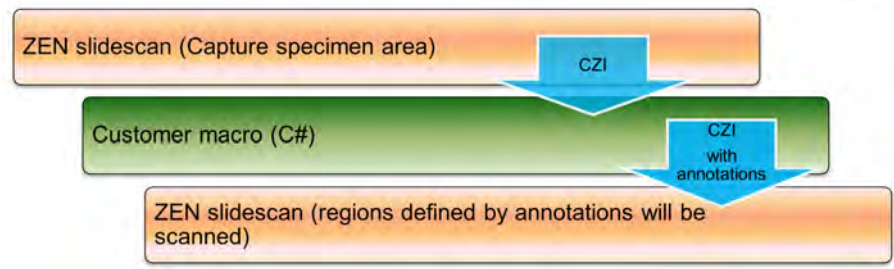 ZEN slidescan (Capture specimen area)
CZI
Customer macro (C#)
CZI
with
annotations
ZEN slidescan (regions defined by annotations will be
scanned)